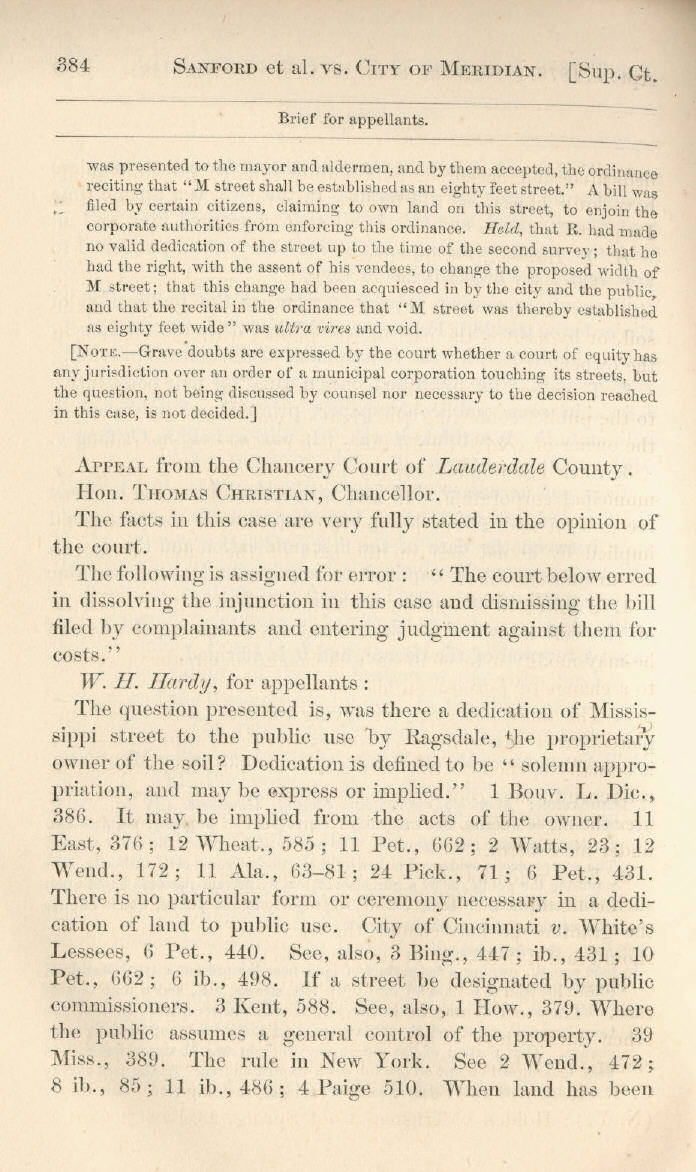 384 SANFORD et al. vs. CITY OF MERIDIAN. [Sup. Ct.
Brief for appellants.
was presented to the mayor and aldermen, and by them accepted, the ordinance
reciting that “M street shall be established as an eighty feet street.” A bill was
filed by certain citizens, claiming to own land on this street, to enjoin the
corporate authorities from enforcing this ordinance. Held, that R. had made
no valid dedication of the street up to the time of the second survey; that he
had the right, with the assent of his vendees, to change the proposed width of
M street; that this change had been acquiesced in by the city and the public,
and that the recital in the ordinance that “M street was thereby established
as eighty feet wide” was ultra vires and void.
[NOTE.—Grave doubts are expressed by the court whether a court of equity has
any jurisdiction over an order of a municipal corporation touching its streets, but
the question, not being discussed by counsel nor necessary to the decision reached
in this case, is not decided.]
APPEAL from the Chancery Court of Lauderdale County.
Hon. THOMAS CHRISTIAN, Chancellor.
The facts in this case are very fully stated in the opinion of
the court.
The following is assigned for error: “The court below erred
in dissolving the injunction in this case and dismissing the bill
filed by complainants and entering judgment against them for
costs.”
W. H. Hardy, for appellants:
The question presented is, was there a dedication of Missis-
sippi street to the public use by Ragsdale, the proprietary
owner of the soil? Dedication is defined to be “solemn appro-
priation, and may be express or implied.” 1 Bouv. L. Dic.,
386. It may be implied from the acts of the owner. 11
East, 376; 12 Wheat., 585; 11 Pet., 662; 2 Watts, 23; 12
Wend., 172; 11 Ala., 63–81; 24 Pick., 71; 6 Pet., 431.
There is no particular form or ceremony necessary in a dedi-
cation of land to public use. City of Cincinnati v. White’s
Lessees, 6 Pet., 440. See, also, 3 Bing., 447; ib., 431; 10
Pet., 662; 6 ib., 498. If a street be designated by public
commissioners. 3 Kent, 588. See, also, 1 How., 379. Where
the public assumes a general control of the property. 39
Miss., 389. The rule in New York. See 2 Wend., 472;
8 ib., 85; 11 ib., 486; 4 Paige 510. When land has been